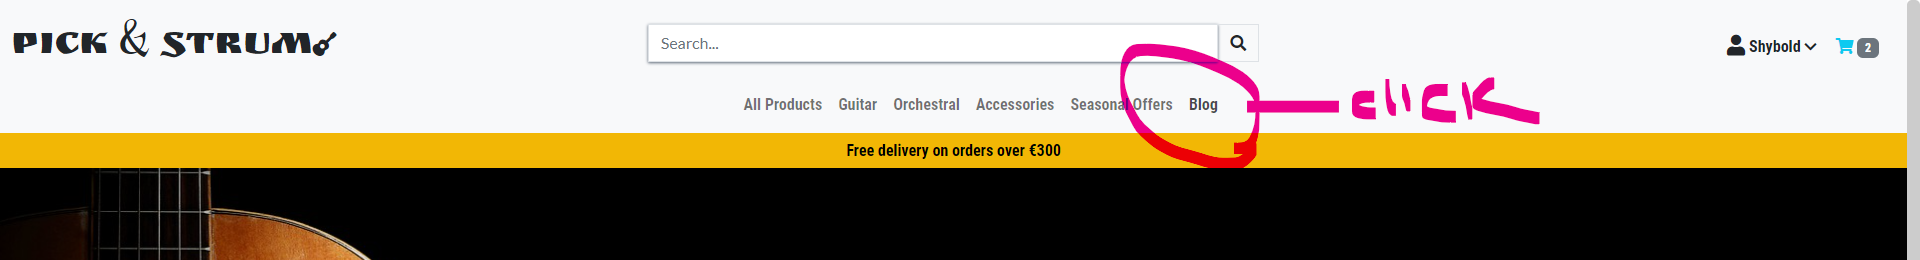 PICK & STRUM
Search...
Shybold
2
All Products Guitar Orchestral Accessories Seasonal Offers Blog
click
Free delivery on orders over €300